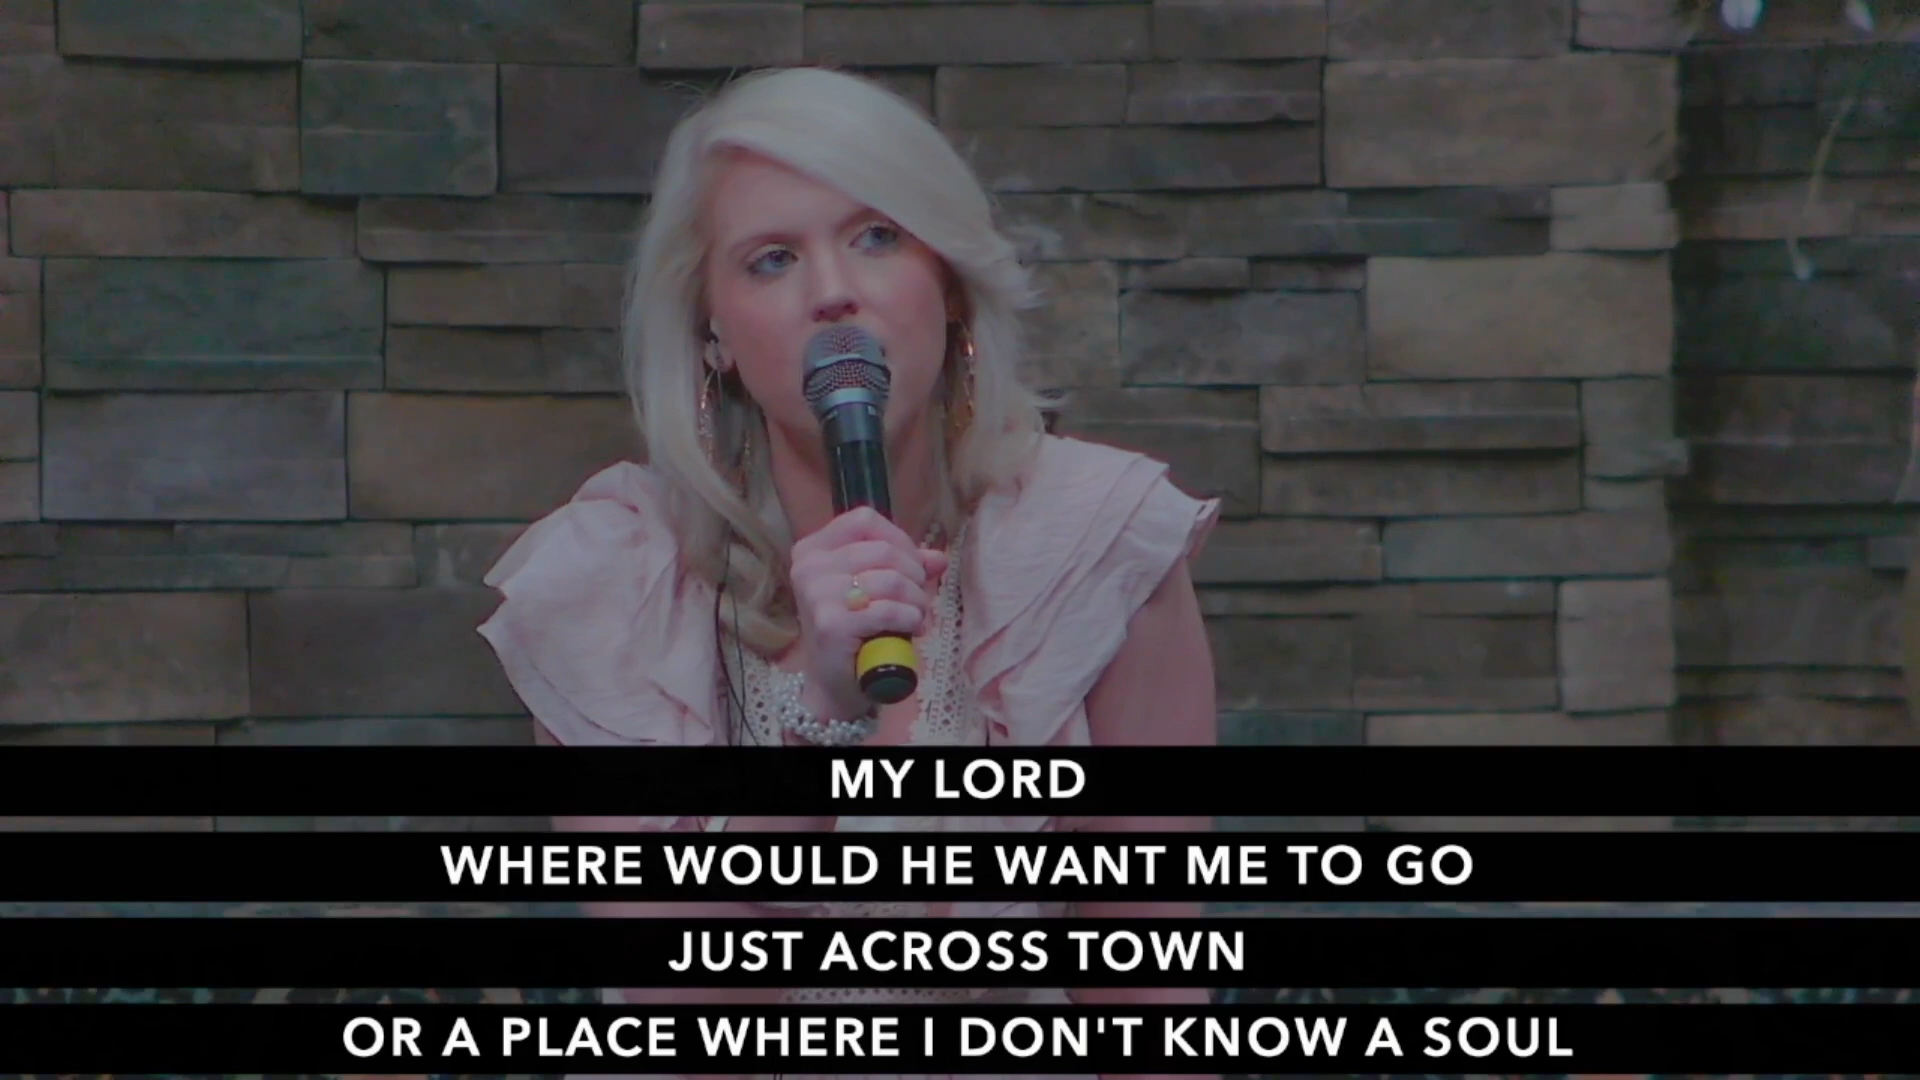 MY LORD
WHERE WOULD HE WANT ME TO GO
JUST ACROSS TOWN
OR A PLACE WHERE I DON'T KNOW A SOUL